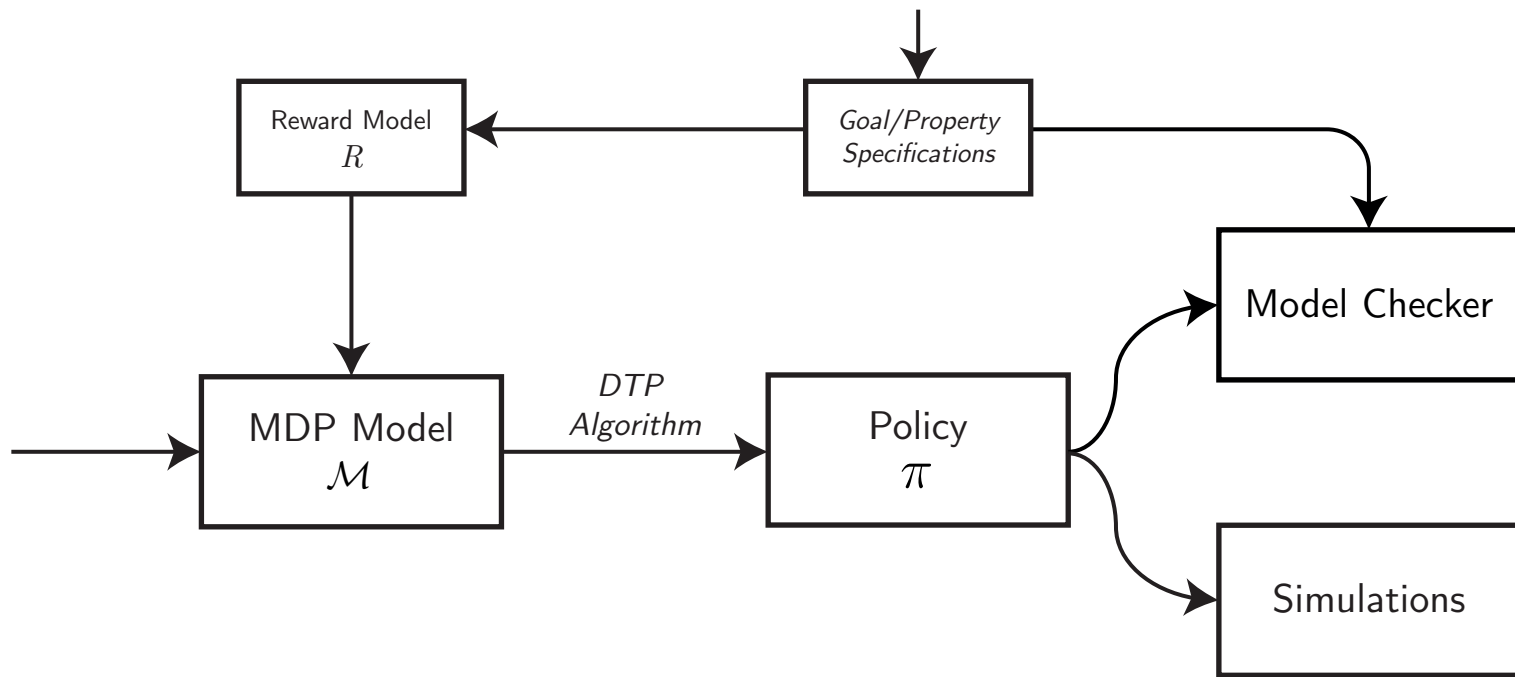 Reward Model
R
Goal/Property
Specifications
Model Checker
DTP
Algorithm
MDP Model
ℳ
Policy
π
Simulations